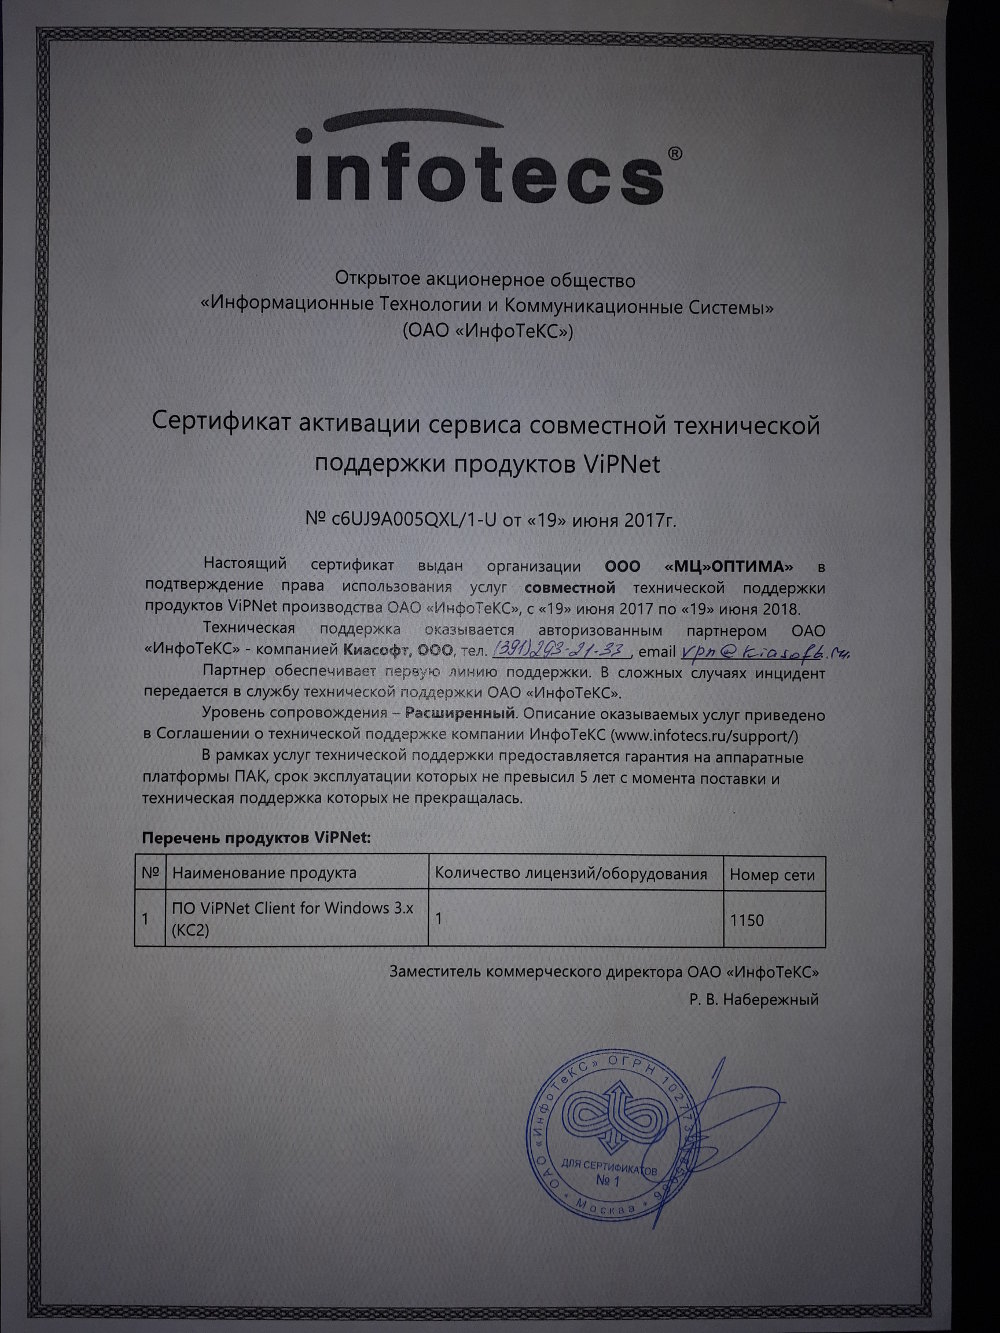 infotecs®
Открытое акционерное общество
«Информационные Технологии и Коммуникационные Системы»
(ОАО «ИнфоТеКС»)
Сертификат активации сервиса совместной технической
поддержки продуктов ViPNet
№ c6UJ9A005QXL/1-U от «19» июня 2017г.
Настоящий сертификат выдан организации ООО «МЦ»ОПТИМА» в
подтверждение права использования услуг совместной технической поддержки
продуктов ViPNet производства ОАО «ИнфоТеКС», с «19» июня 2017 по «19» июня 2018.
Техническая поддержка оказывается авторизованным партнером ОАО
«ИнфоТеКС» - компанией Киасофт, ООО, тел. (391)293-21-33, email vpn@kiasoft.ru.
Партнер обеспечивает первую линию поддержки. В сложных случаях инцидент
передается в службу технической поддержки ОАО «ИнфоТеКС».
Уровень сопровождения – Расширенный. Описание оказываемых услуг приведено
в Соглашении о технической поддержке компании ИнфоТеКС (www.infotecs.ru/support/)
В рамках услуг технической поддержки предоставляется гарантия на аппаратные
платформы ПАК, срок эксплуатации которых не превысил 5 лет с момента поставки и
техническая поддержка которых не прекращалась.
Перечень продуктов ViPNet:
№ Наименование продукта Количество лицензий/оборудования Номер сети
1 ПО ViPNet Client for Windows 3.x 1 1150
(КС2)
Заместитель коммерческого директора ОАО «ИнфоТеКС»
Р. В. Набережный
ОАО «ИнфоТеКС» ОГРН
ДЛЯ СЕРТИФИКАТОВ
№ 1
Москва